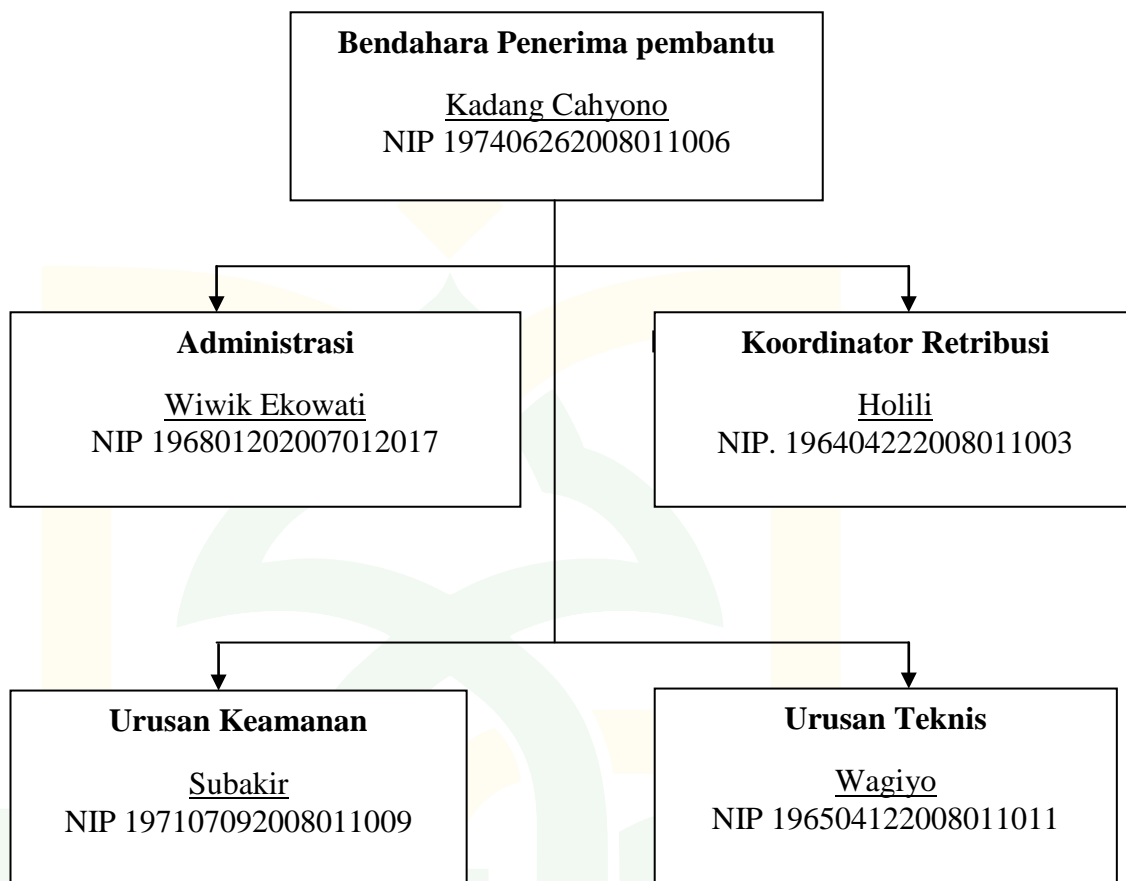 Bendahara Penerima pembantu
Kadang Cahyono
NIP 197406262008011006
Administrasi
Wiwik Ekowati
NIP 196801202007012017
Koordinator Retribusi
Holili
NIP. 196404222008011003
Urusan Keamanan
Subakir
NIP 197107092008011009
Urusan Teknis
Wagiyo
NIP 196504122008011011